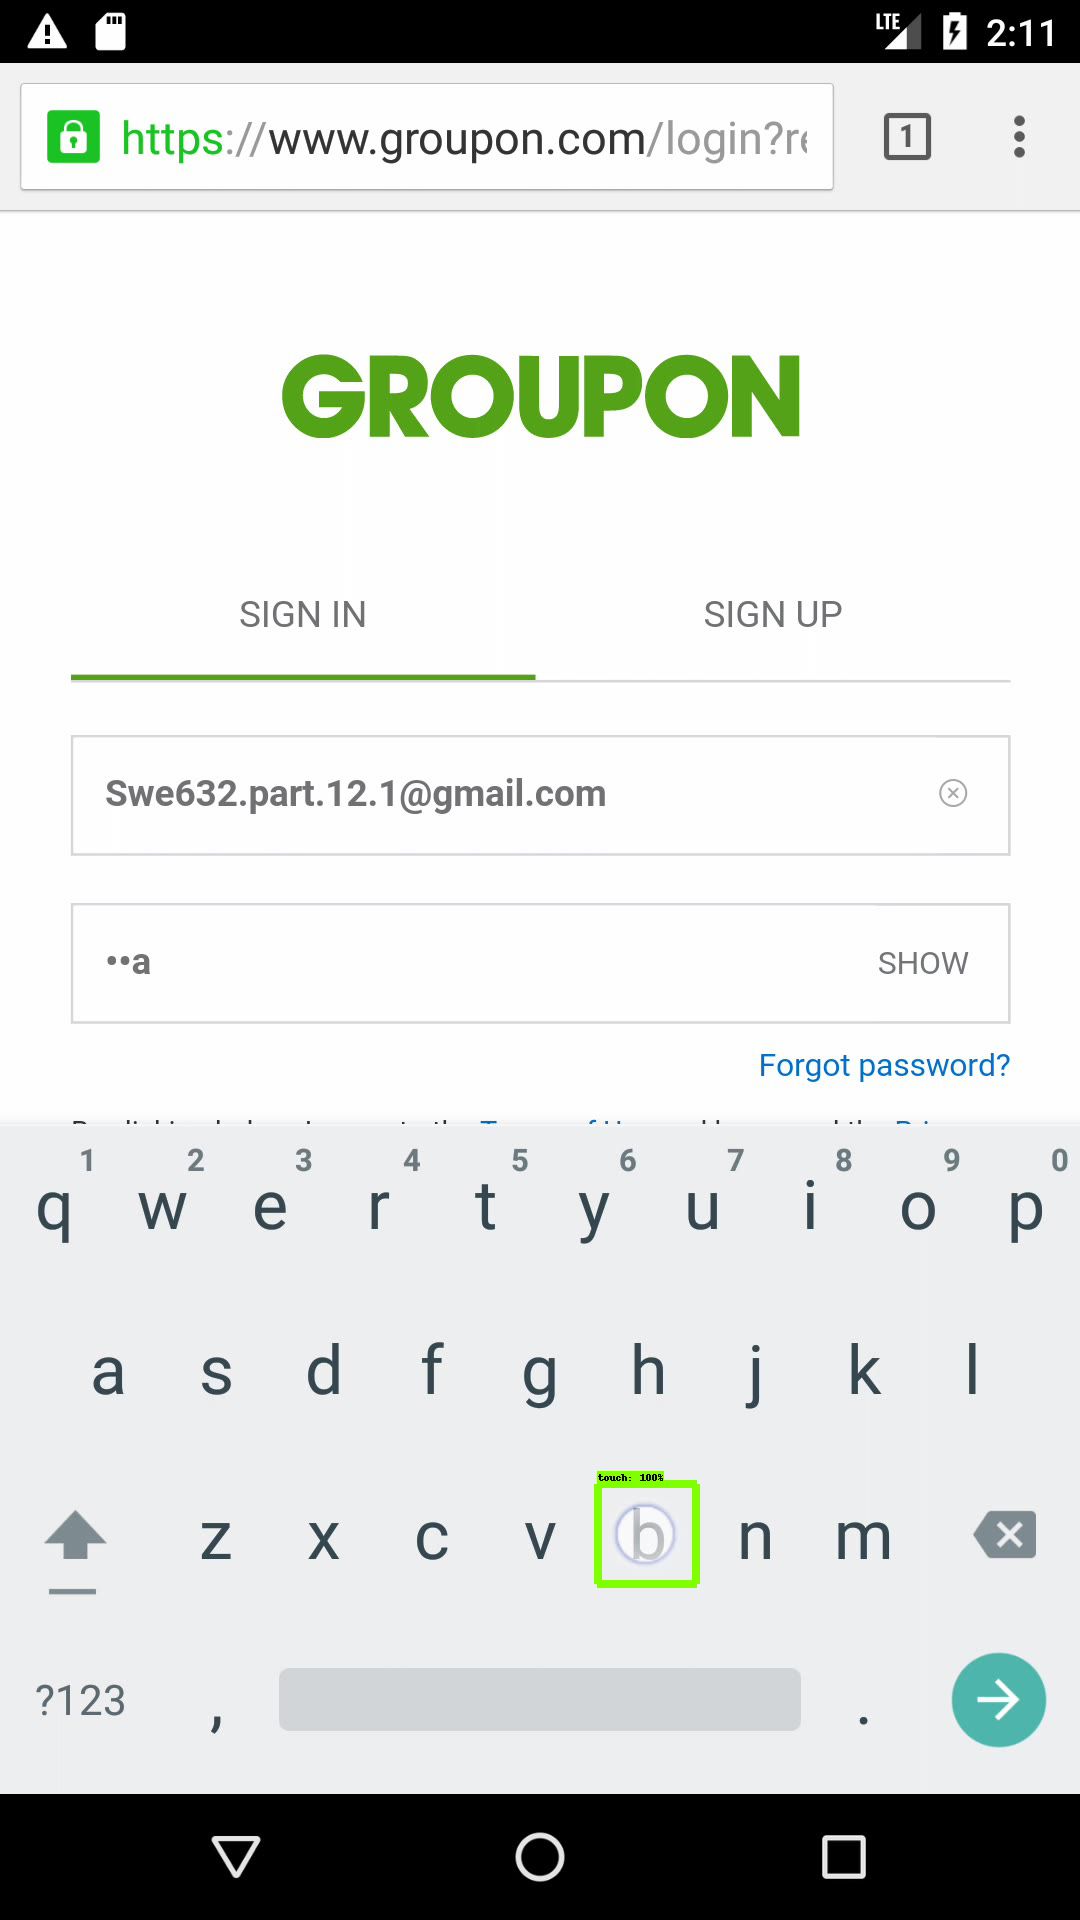 LTE 2:11
https://www.groupon.com/login?re
1
GROUPON
SIGN IN SIGN UP
Swe632.part.12.1@gmail.com
••a SHOW
Forgot password?
1 2 3 4 5 6 7 8 9 0
q w e r t y u i o p
a s d f g h j k l
touch: 100%
z x c v b n m
?123 , .